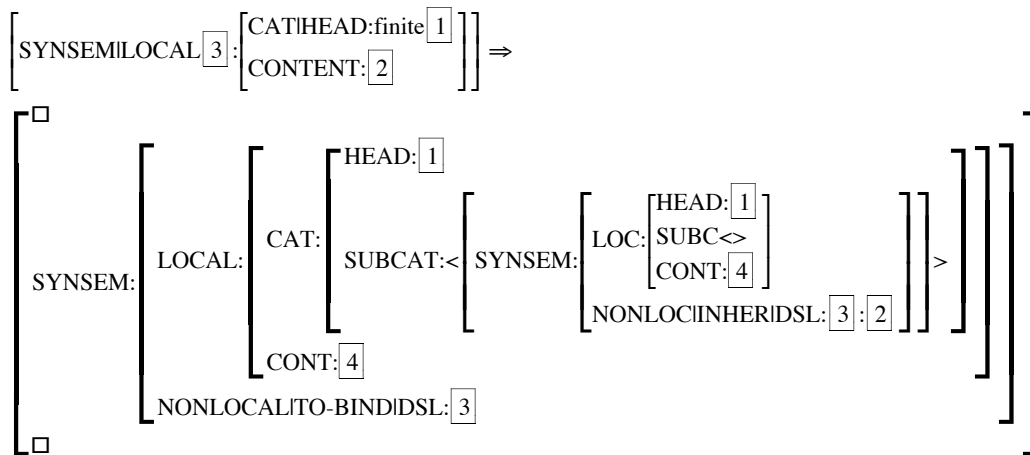 CAT|HEAD:finite 1
SYNSEM|LOCAL 3 : ⇒
CONTENT: 2
□
HEAD: 1
HEAD: 1
CAT: LOC: SUBC<>
LOCAL: SUBCAT:< SYNSEM: >
CONT: 4
SYNSEM:
NONLOC|INHER|DSL: 3 : 2
CONT: 4
NONLOCAL|TO-BIND|DSL: 3
□